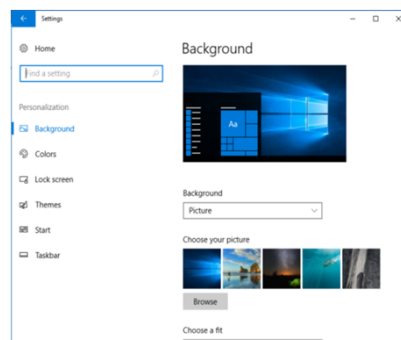 Settings
Home
Find a setting
Personalization
Background
Colors
Lock screen
Themes
Start
Taskbar
Background
Aa
Background
Picture
Choose your picture
Browse
Choose a fit